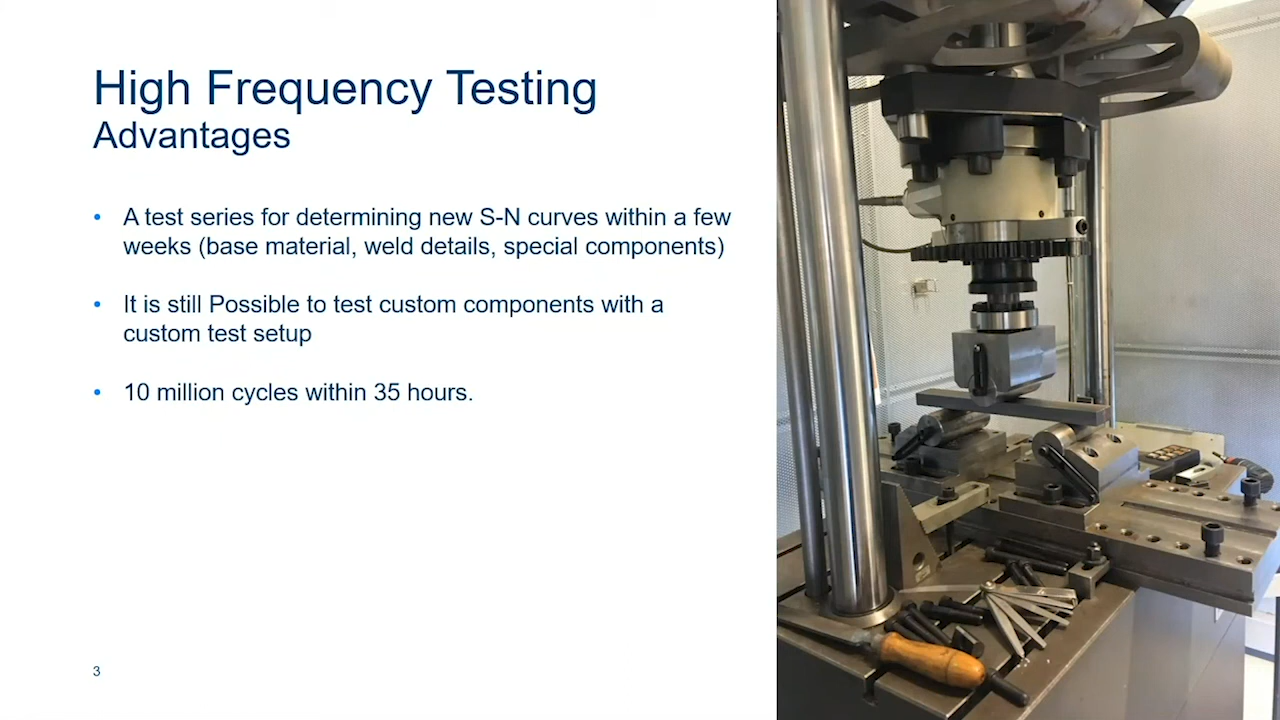 High Frequency Testing
Advantages
• A test series for determining new S-N curves within a few
weeks (base material, weld details, special components)
• It is still Possible to test custom components with a
custom test setup
• 10 million cycles within 35 hours.
3